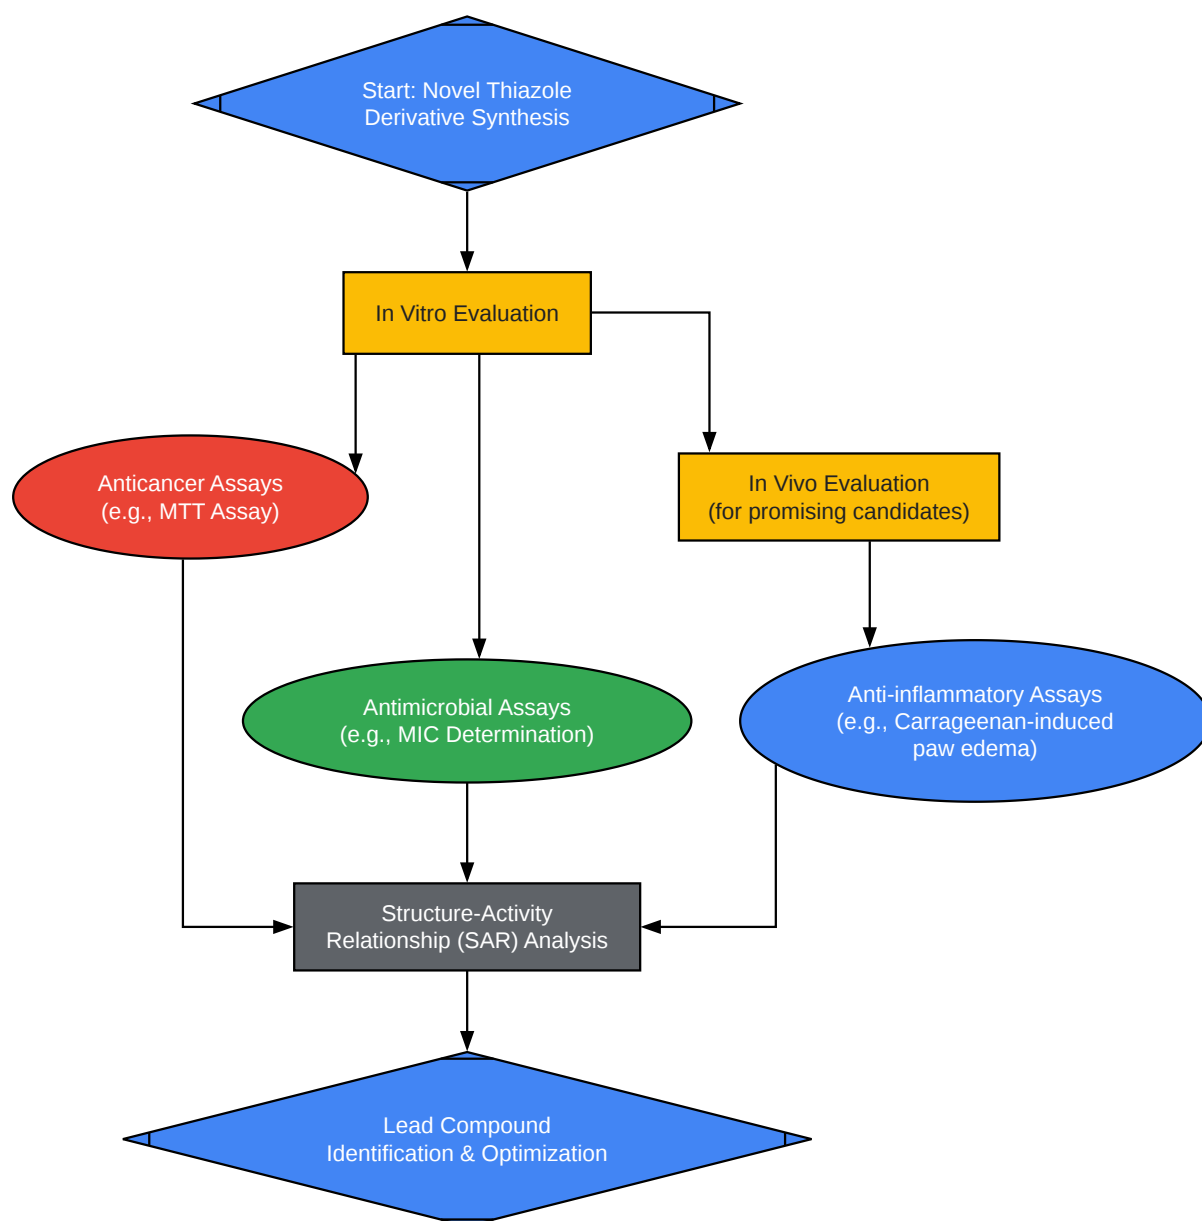 Start: Novel Thiazole
Derivative Synthesis
In Vitro Evaluation
Anticancer Assays
(e.g., MTT Assay)
In Vivo Evaluation
(for promising candidates)
Antimicrobial Assays
(e.g., MIC Determination)
Anti-inflammatory Assays
(e.g., Carrageenan-induced
paw edema)
Structure-Activity
Relationship (SAR) Analysis
Lead Compound
Identification & Optimization